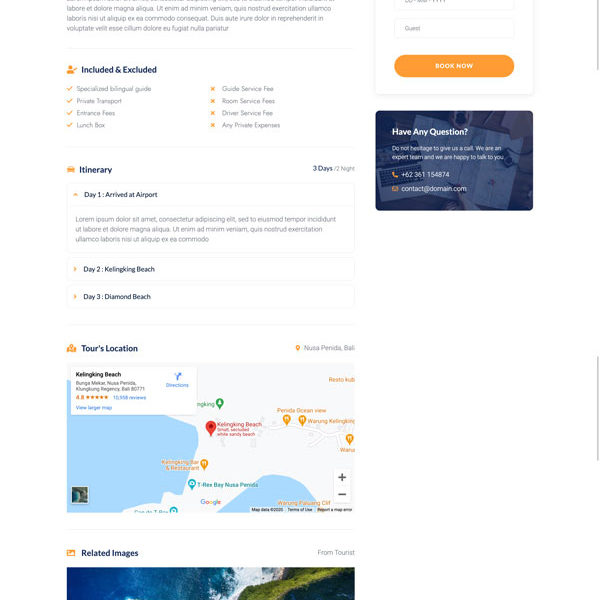 labore et dolore magna aliqua. Ut enim ad minim veniam, quis nostrud exercitation ullamco
laboris nisi ut aliquip ex ea commodo consequat. Duis aute irure dolor in reprehenderit in
voluptate velit esse cillum dolore eu fugiat nulla pariatur
Included & Excluded
Specialized bilingual guide
Guide Service Fee
Private Transport
Room Service Fees
Entrance Fees
Driver Service Fee
Lunch Box
Any Private Expenses
Itinerary
3 Days /2 Night
Day 1 : Arrived at Airport
Lorem ipsum dolor sit amet, consectetur adipiscing elit, sed to eiusmod tempor incididunt
ut labore et dolore magna aliqua. Ut enim ad minim veniam, quis nostrud exercitation
ullamco laboris nisi ut aliquip ex ea commodo
Day 2 : Kelingking Beach
Day 3 : Diamond Beach
Tour's Location
Nusa Penida, Bali
Kelingking Beach
Bunga Mekar, Nusa Penida,
Klungkung Regency, Bali 80771
4.6 ★★★★★ 10,958 reviews
View larger map
Directions
Resto kub
ngking
Penida Ocean view
Kelingking Beach
Small, secluded
white sandy beach
Warung Kelingking
Waru
Kelingking Bar
& Restaurant
T-Rex Bay Nusa Penida
Google
Warung Paluang Clif
Map data ©2025 Terms of Use Report a map error
Related Images
From Tourist
Guest
BOOK NOW
Have Any Question?
Do not hesitage to give us a call. We are an
expert team and we are happy to talk to you
+62 361 154874
contact@domain.com